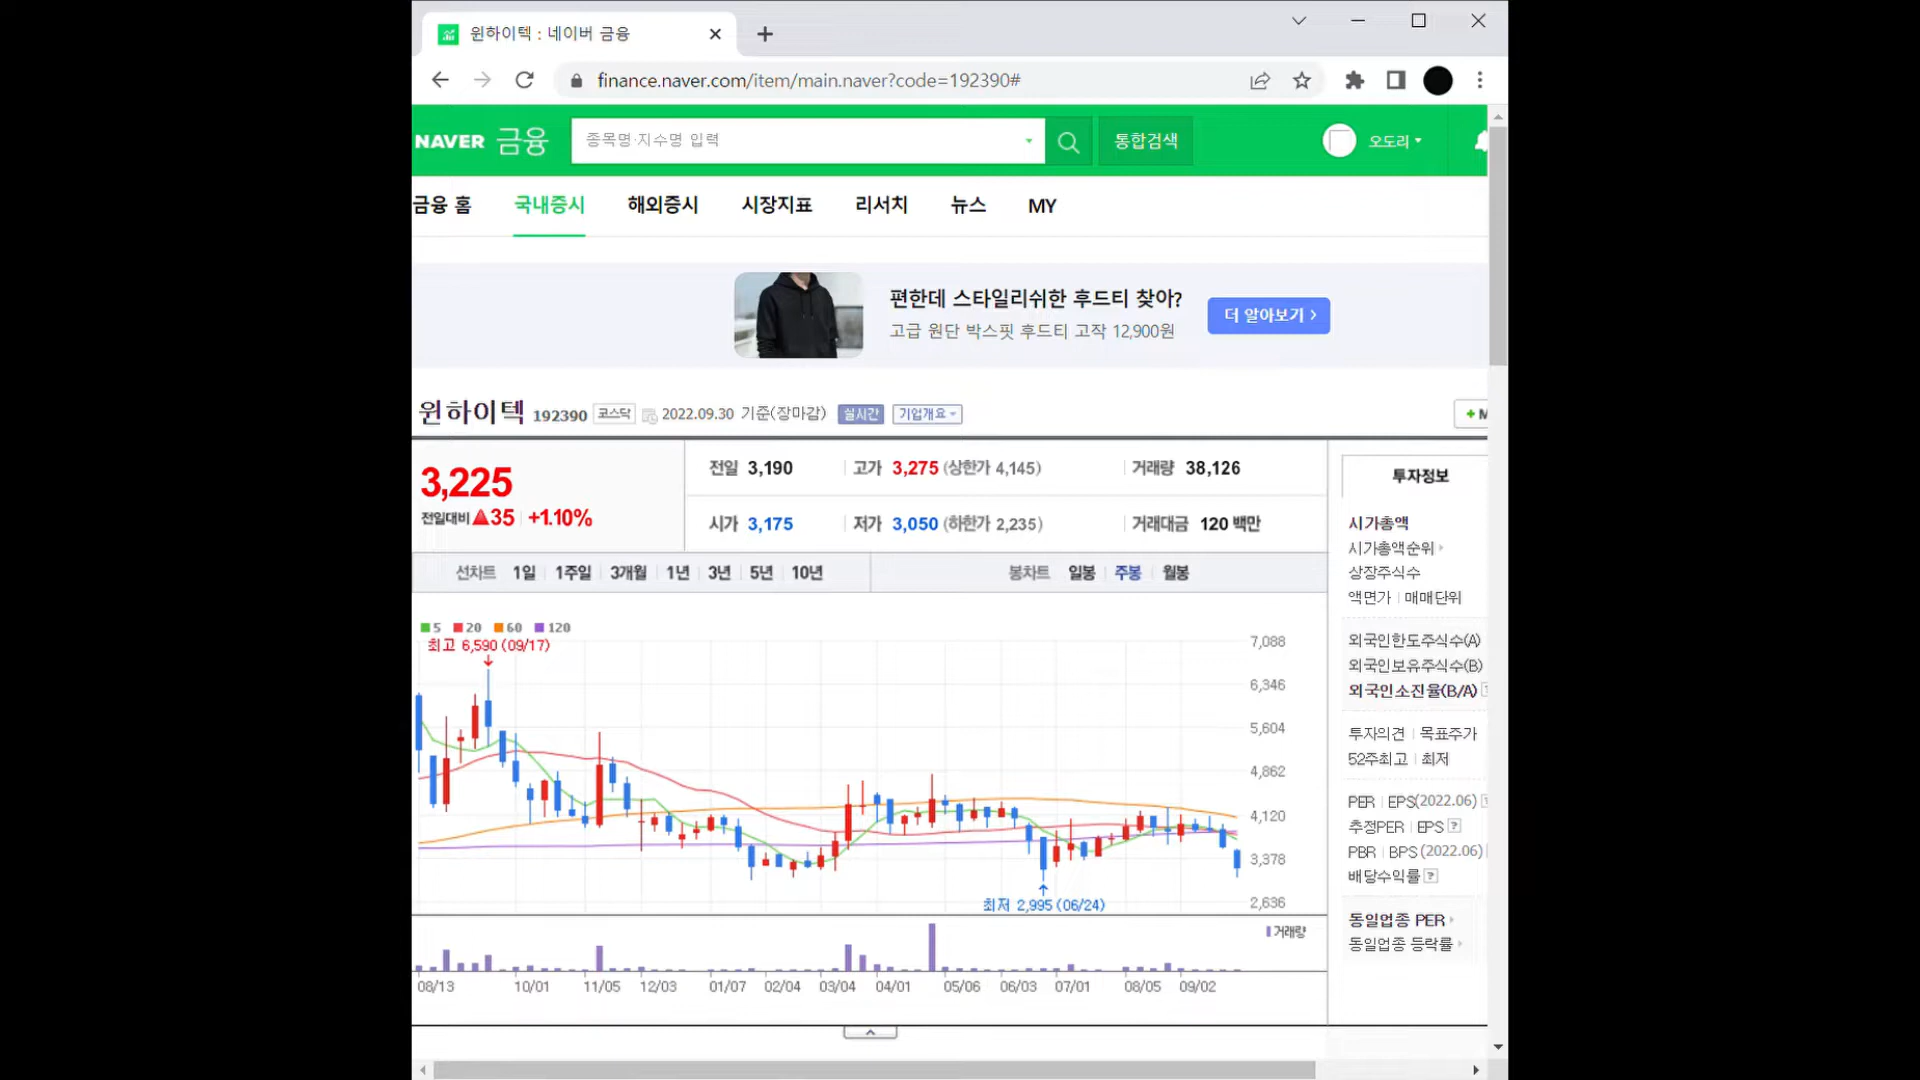 윈하이텍 : 네이버 금융
finance.naver.com/item/main.naver?code=192390#
NAVER 금융 종목명·지수명 입력 통합검색 오도리
금융 홈 국내증시 해외증시 시장지표 리서치 뉴스 MY
편한데 스타일리쉬한 후드티 찾아?
고급 원단 박스핏 후드티 고작 12,900원
더 알아보기 >
윈하이텍 192390 코스닥 2022.09.30 기준(장마감) 실시간 기업개요
+ M
3,225
전일대비 ▲35 +1.10%
전일 3,190 고가 3,275 (상한가 4,145) 거래량 38,126
시가 3,175 저가 3,050 (하한가 2,235) 거래대금 120 백만
선차트 1일 1주일 3개월 1년 3년 5년 10년 봉차트 일봉 주봉 월봉
5 20 60 120
최고 6,590 (09/17)
7,088
6,346
5,604
4,862
4,120
3,378
2,636
최저 2,995 (06/24)
거래량
08/13 10/01 11/05 12/03 01/07 02/04 03/04 04/01 05/06 06/03 07/01 08/05 09/02
투자정보
시가총액
시가총액순위
상장주식수
액면가 | 매매단위
외국인한도주식수(A)
외국인보유주식수(B)
외국인소진율(B/A)
투자의견 | 목표주가
52주최고 | 최저
PER | EPS(2022.06)
추정PER | EPS ?
PBR | BPS (2022.06)
배당수익률 ?
동일업종 PER
동일업종 등락률